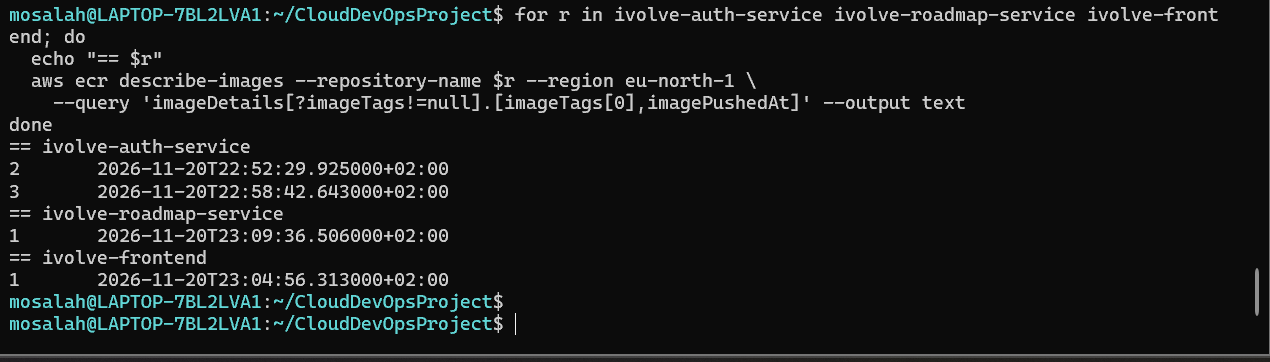 mosalah@LAPTOP-7BL2LVA1:~/CloudDevOpsProject$ for r in ivolve-auth-service ivolve-roadmap-service ivolve-front
end; do
  echo "== $r"
  aws ecr describe-images --repository-name $r --region eu-north-1 \
    --query 'imageDetails[?imageTags!=null].[imageTags[0],imagePushedAt]' --output text
done
== ivolve-auth-service
2       2026-11-20T22:52:29.925000+02:00
3       2026-11-20T22:58:42.643000+02:00
== ivolve-roadmap-service
1       2026-11-20T23:09:36.506000+02:00
== ivolve-frontend
1       2026-11-20T23:04:56.313000+02:00
mosalah@LAPTOP-7BL2LVA1:~/CloudDevOpsProject$
mosalah@LAPTOP-7BL2LVA1:~/CloudDevOpsProject$